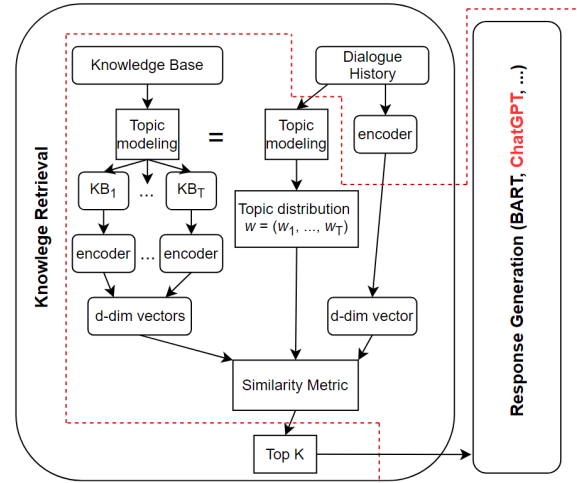 Knowlege Retrieval
Knowledge Base
Dialogue
History
Topic
modeling
=
Topic
modeling
encoder
KB1
...
KBT
Topic distribution
w = (w1, ..., wT)
encoder
...
encoder
d-dim vectors
d-dim vector
Similarity Metric
Top K
Response Generation (BART, ChatGPT, ...)